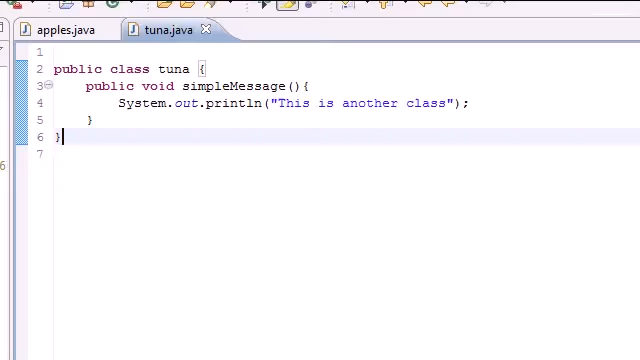 apples.java
tuna.java
1
2 public class tuna {
3 public void simpleMessage(){
4 System.out.println("This is another class");
5 }
6 }
7
6